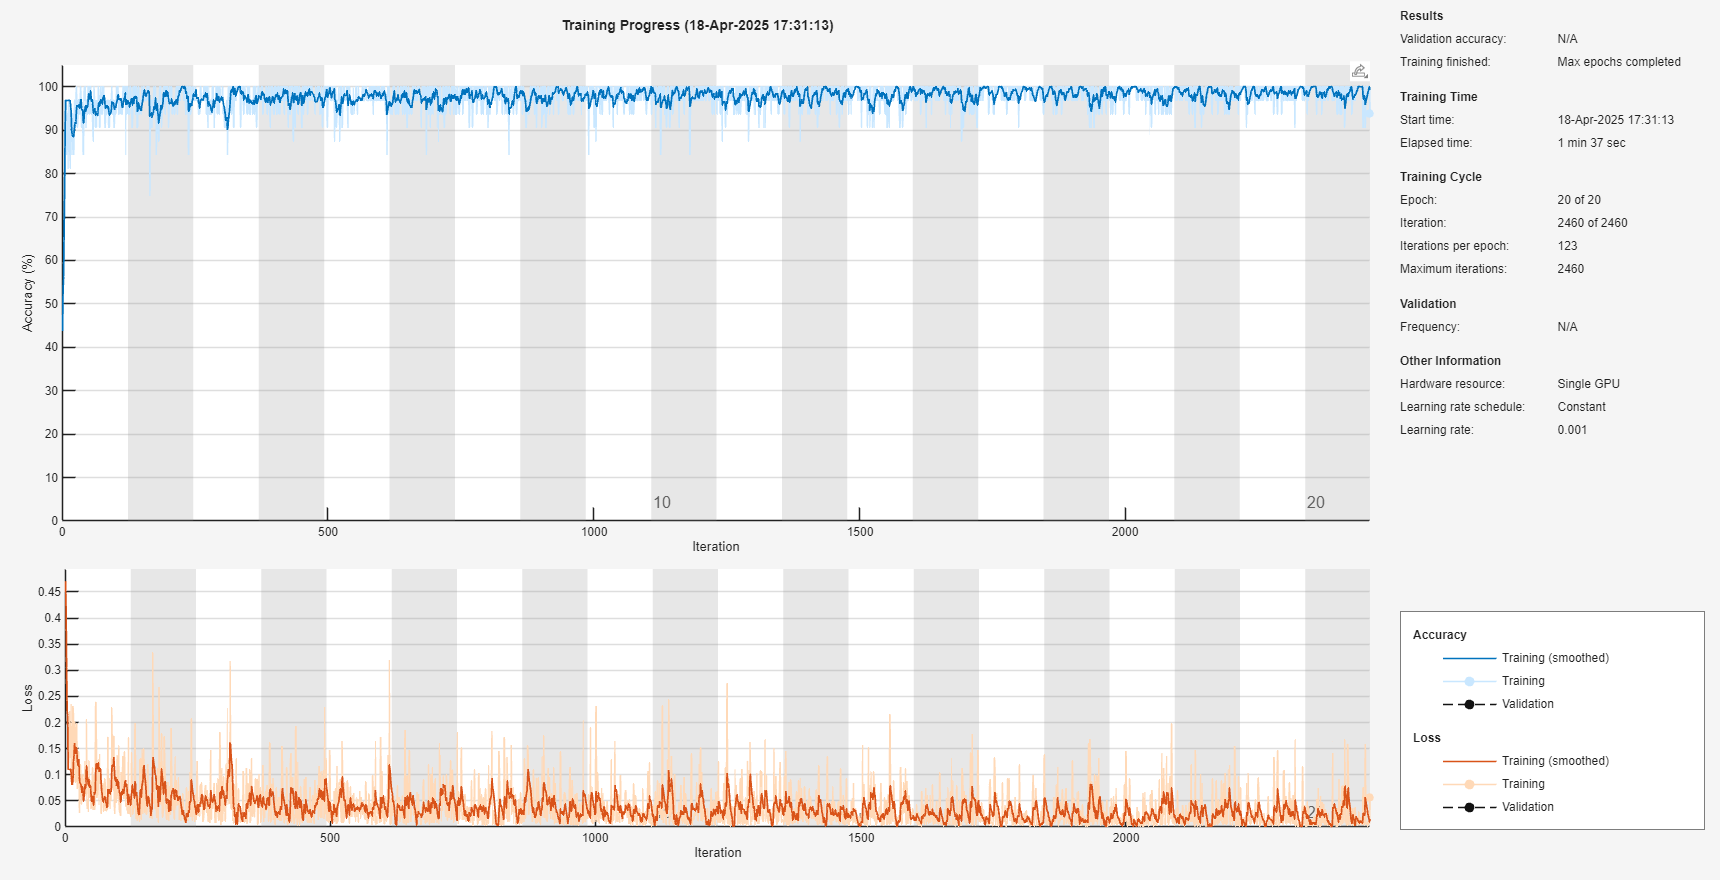 Training Progress (18-Apr-2025 17:31:13)
100
90
80
70
60
50
40
30
20
10
0
Accuracy (%)
10
20
0
500
1000
1500
2000
Iteration
0.45
0.4
0.35
0.3
0.25
0.2
0.15
0.1
0.05
0
Loss
0
500
1000
1500
2000
Iteration
Results
Validation accuracy: N/A
Training finished: Max epochs completed
Training Time
Start time: 18-Apr-2025 17:31:13
Elapsed time: 1 min 37 sec
Training Cycle
Epoch: 20 of 20
Iteration: 2460 of 2460
Iterations per epoch: 123
Maximum iterations: 2460
Validation
Frequency: N/A
Other Information
Hardware resource: Single GPU
Learning rate schedule: Constant
Learning rate: 0.001
Accuracy
Training (smoothed)
Training
Validation
Loss
Training (smoothed)
Training
Validation